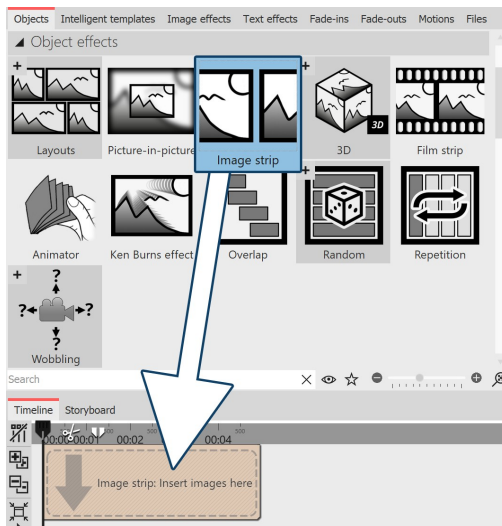 Objects Intelligent templates Image effects Text effects Fade-ins Fade-outs Motions Files
Object effects
Layouts Picture-in-picture Image strip 3D 3D Film strip
Animator Ken Burns effect Overlap Random Repetition
Wobbling
Search
Timeline Storyboard
00:01 00:02 00:04
Image strip: Insert images here